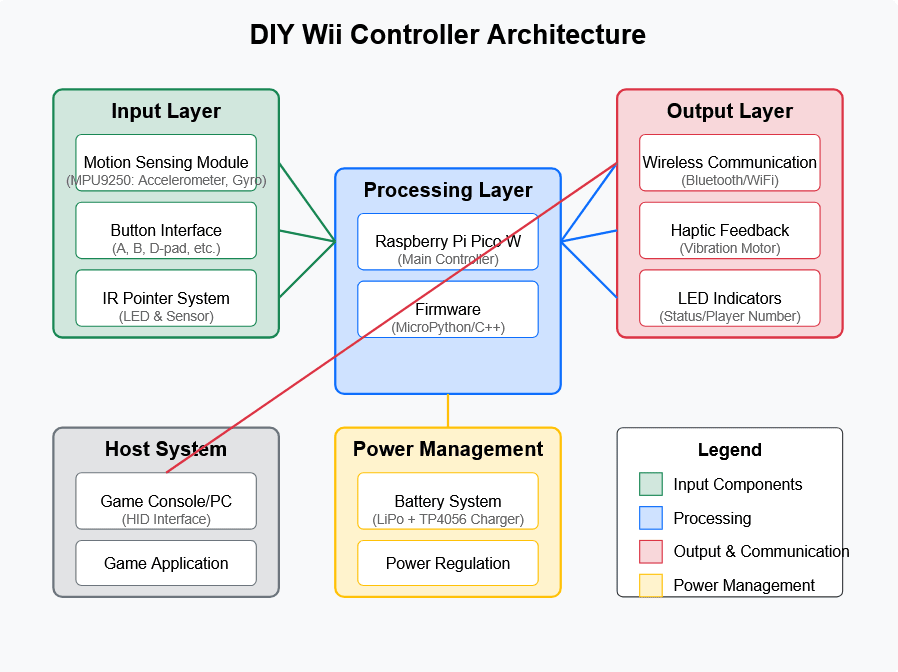 DIY Wii Controller Architecture
Input Layer
Motion Sensing Module
(MPU9250: Accelerometer, Gyro)
Button Interface
(A, B, D-pad, etc.)
IR Pointer System
(LED & Sensor)
Processing Layer
Raspberry Pi Pico W
(Main Controller)
Firmware
(MicroPython/C++)
Output Layer
Wireless Communication
(Bluetooth/WiFi)
Haptic Feedback
(Vibration Motor)
LED Indicators
(Status/Player Number)
Host System
Game Console/PC
(HID Interface)
Game Application
Power Management
Battery System
(LiPo + TP4056 Charger)
Power Regulation
Legend
Input Components
Processing
Output & Communication
Power Management